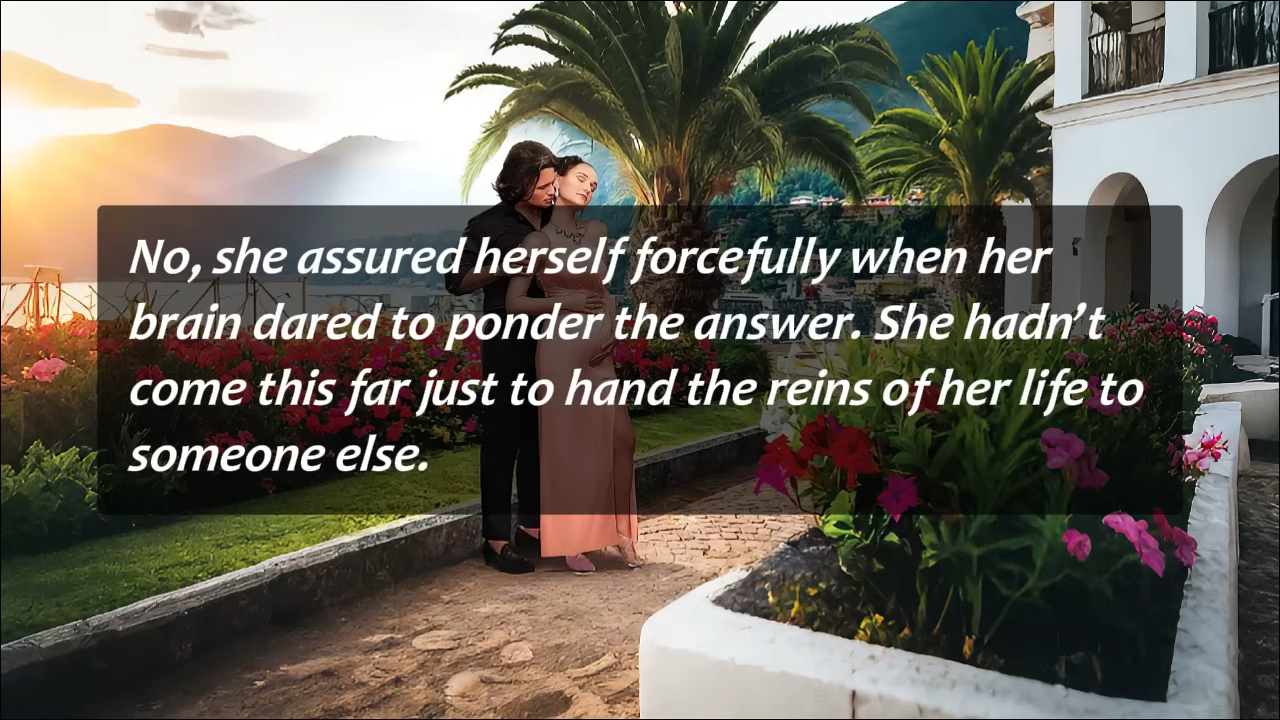 No, she assured herself forcefully when her
brain dared to ponder the answer. She hadn’t
come this far just to hand the reins of her life to
someone else.